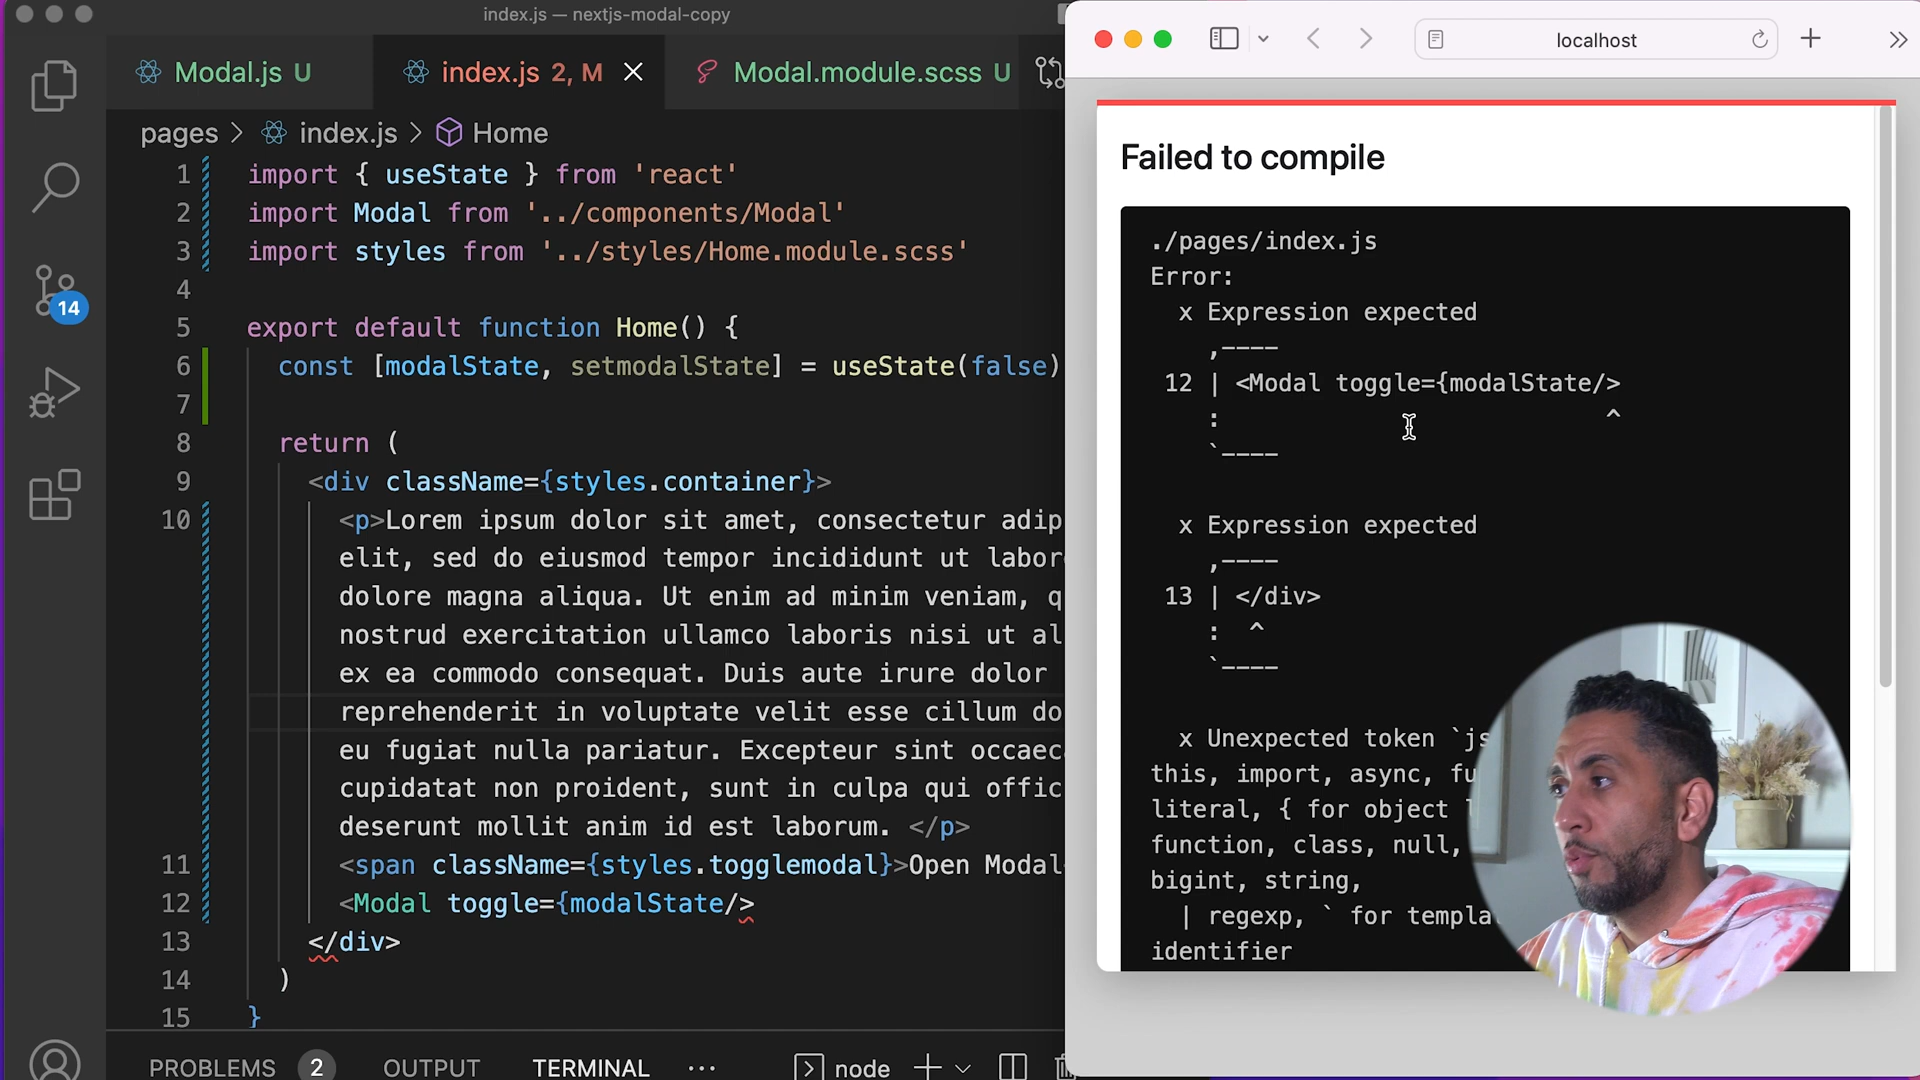 index.js — nextjs-modal-copy
Modal.js U
index.js 2, M
Modal.module.scss U
pages > index.js > Home
1 import { useState } from 'react'
2 import Modal from '../components/Modal'
3 import styles from '../styles/Home.module.scss'
4
5 export default function Home() {
6 const [modalState, setmodalState] = useState(false)
7
8 return (
9 <div className={styles.container}>
10 <p>Lorem ipsum dolor sit amet, consectetur adip
elit, sed do eiusmod tempor incididunt ut labor
dolore magna aliqua. Ut enim ad minim veniam, q
nostrud exercitation ullamco laboris nisi ut al
ex ea commodo consequat. Duis aute irure dolor
reprehenderit in voluptate velit esse cillum do
eu fugiat nulla pariatur. Excepteur sint occaec
cupidatat non proident, sunt in culpa qui offic
deserunt mollit anim id est laborum. </p>
11 <span className={styles.togglemodal}>Open Modal
12 <Modal toggle={modalState/>
13 </div>
14 )
15 }
14
PROBLEMS 2 OUTPUT TERMINAL ··· node
localhost
Failed to compile
./pages/index.js
Error:
x Expression expected
,----
12 | <Modal toggle={modalState/>
: ^
`----
x Expression expected
,----
13 | </div>
: ^
`----
x Unexpected token `js
this, import, async, fu
literal, { for object l
function, class, null,
bigint, string,
| regexp, ` for templa
identifier